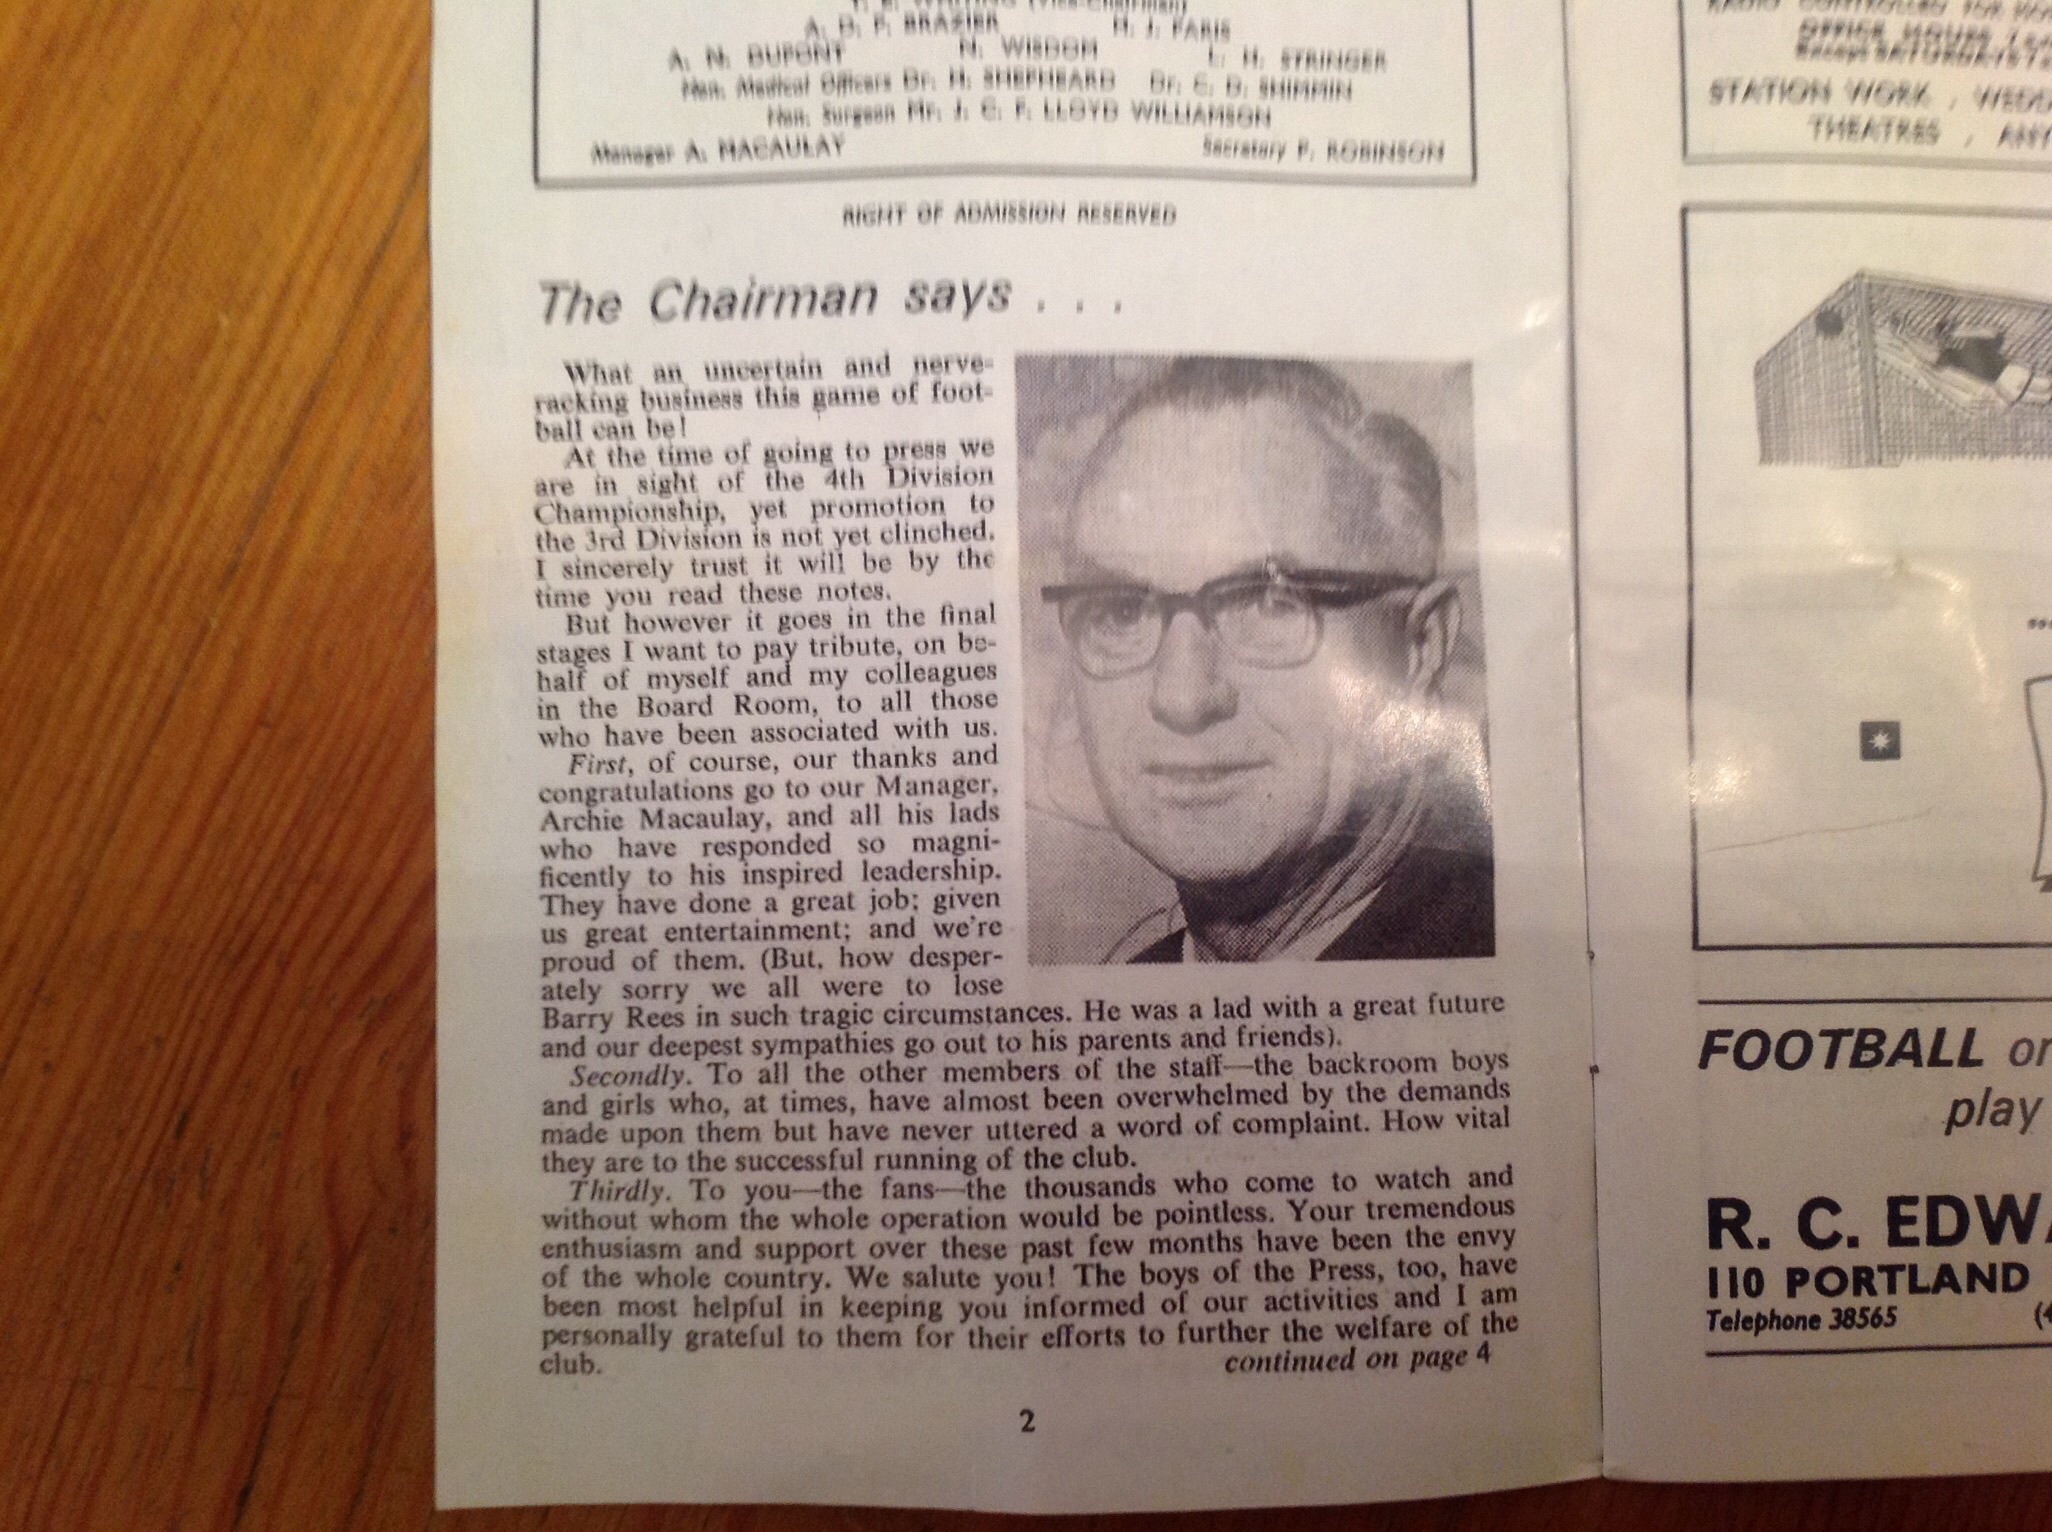 A. D. F. BRAZIER H. J. FARIS
A. N. DUPONT N. WISDOM L. H. STRINGER
Hon. Medical Officers Dr. H. SHEPHEARD Dr. C. D. SHIMMIN
Hon. Surgeon Mr. J. C. F. LLOYD WILLIAMSON
Manager A. MACAULAY Secretary F. ROBINSON
RIGHT OF ADMISSION RESERVED
The Chairman says . . .
What an uncertain and nerve-
racking business this game of foot-
ball can be!
At the time of going to press we
are in sight of the 4th Division
Championship, yet promotion to
the 3rd Division is not yet clinched.
I sincerely trust it will be by the
time you read these notes.
But however it goes in the final
stages I want to pay tribute, on be-
half of myself and my colleagues
in the Board Room, to all those
who have been associated with us.
First, of course, our thanks and
congratulations go to our Manager,
Archie Macaulay, and all his lads
who have responded so magni-
ficently to his inspired leadership.
They have done a great job; given
us great entertainment; and we're
proud of them. (But, how desper-
ately sorry we all were to lose
Barry Rees in such tragic circumstances. He was a lad with a great future
and our deepest sympathies go out to his parents and friends).
Secondly. To all the other members of the staff—the backroom boys
and girls who, at times, have almost been overwhelmed by the demands
made upon them but have never uttered a word of complaint. How vital
they are to the successful running of the club.
Thirdly. To you—the fans—the thousands who come to watch and
without whom the whole operation would be pointless. Your tremendous
enthusiasm and support over these past few months have been the envy
of the whole country. We salute you! The boys of the Press, too, have
been most helpful in keeping you informed of our activities and I am
personally grateful to them for their efforts to further the welfare of the
club.
continued on page 4
2
OFFICE HOURS
Except SATURDAYS
STATION WORK , WEDD
THEATRES , ANY
FOOTBALL or
play
R. C. EDWA
110 PORTLAND
Telephone 38565 (4